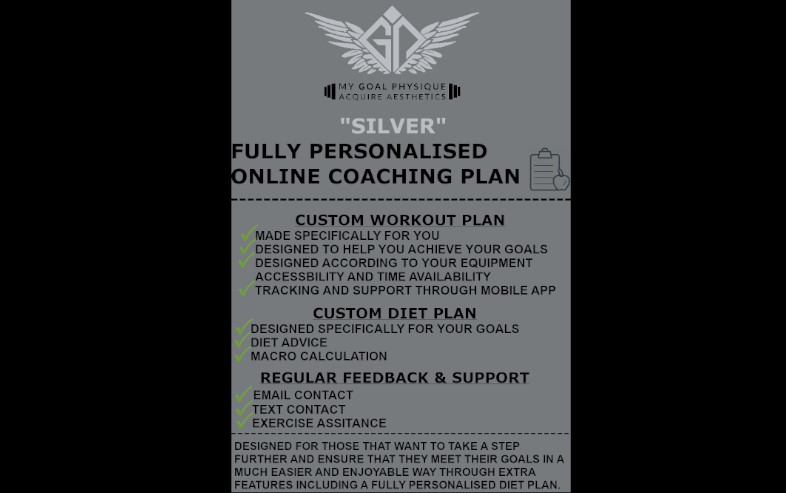 MY GOAL PHYSIQUE
ACQUIRE AESTHETICS
"SILVER"
FULLY PERSONALISED
ONLINE COACHING PLAN
CUSTOM WORKOUT PLAN
MADE SPECIFICALLY FOR YOU
DESIGNED TO HELP YOU ACHIEVE YOUR GOALS
DESIGNED ACCORDING TO YOUR EQUIPMENT
ACCESSBILITY AND TIME AVAILABILITY
TRACKING AND SUPPORT THROUGH MOBILE APP
CUSTOM DIET PLAN
DESIGNED SPECIFICALLY FOR YOUR GOALS
DIET ADVICE
MACRO CALCULATION
REGULAR FEEDBACK & SUPPORT
EMAIL CONTACT
TEXT CONTACT
EXERCISE ASSITANCE
DESIGNED FOR THOSE THAT WANT TO TAKE A STEP
FURTHER AND ENSURE THAT THEY MEET THEIR GOALS IN A
MUCH EASIER AND ENJOYABLE WAY THROUGH EXTRA
FEATURES INCLUDING A FULLY PERSONALISED DIET PLAN.